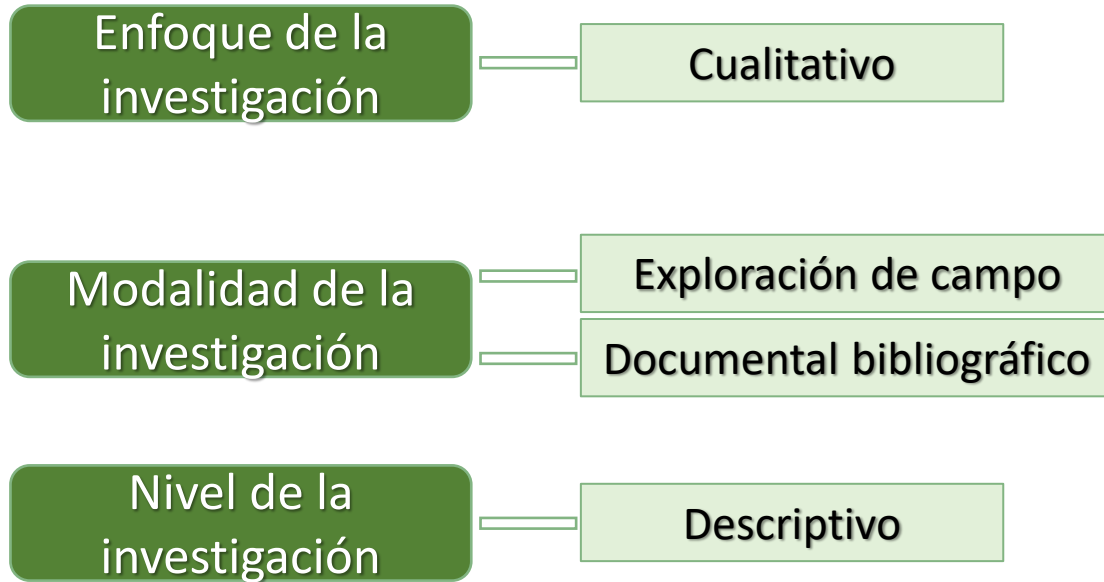 Enfoque de la
investigación
Cualitativo
Modalidad de la
investigación
Exploración de campo
Documental bibliográfico
Nivel de la
investigación
Descriptivo